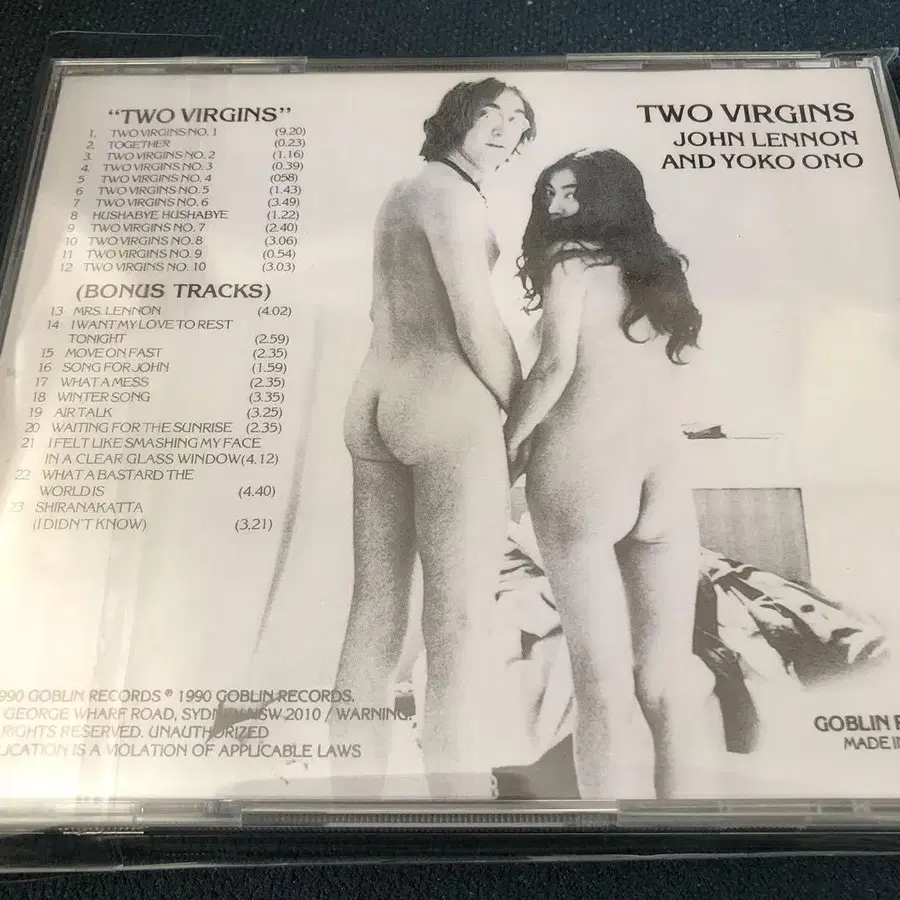 "TWO VIRGINS"
1. TWO VIRGINS NO. 1 (9.20)
2. TOGETHER (0.23)
3. TWO VIRGINS NO. 2 (1.16)
4. TWO VIRGINS NO. 3 (0.39)
5 TWO VIRGINS NO. 4 (058)
6 TWO VIRGINS NO. 5 (1.43)
7 TWO VIRGINS NO. 6 (3.49)
8 HUSHABYE, HUSHABYE (1.22)
9 TWO VIRGINS NO. 7 (2.40)
10 TWO VIRGINS NO. 8 (3.06)
11 TWO VIRGINS NO. 9 (0.54)
12 TWO VIRGINS NO. 10 (3.03)
(BONUS TRACKS)
13 MRS. LENNON (4.02)
14 I WANT MY LOVE TO REST
TONIGHT (2.59)
15 MOVE ON FAST (2.35)
16 SONG FOR JOHN (1.59)
17 WHAT A MESS (2.35)
18 WINTER SONG (3.35)
19 AIR TALK (3.25)
20 WAITING FOR THE SUNRISE (2.35)
21 I FELT LIKE SMASHING MY FACE
IN A CLEAR GLASS WINDOW (4.12)
22 WHAT A BASTARD THE
WORLD IS (4.40)
23 SHIRANAKATTA
(I DIDN'T KNOW) (3.21)
TWO VIRGINS
JOHN LENNON
AND YOKO ONO
990 GOBLIN RECORDS ℗ 1990 GOBLIN RECORDS.
GEORGE WHARF ROAD, SYDNEY NSW 2010 / WARNING:
RIGHTS RESERVED. UNAUTHORIZED
LICATION IS A VIOLATION OF APPLICABLE LAWS
GOBLIN
MADE IN